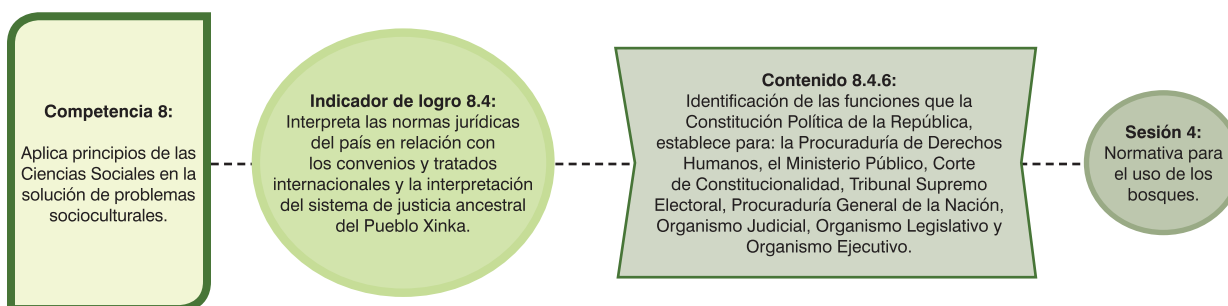 Competencia 8:
Aplica principios de las
Ciencias Sociales en la
solución de problemas
socioculturales.
Indicador de logro 8.4:
Interpreta las normas jurídicas
del país en relación con
los convenios y tratados
internacionales y la interpretación
del sistema de justicia ancestral
del Pueblo Xinka.
Contenido 8.4.6:
Identificación de las funciones que la
Constitución Política de la República,
establece para: la Procuraduría de Derechos
Humanos, el Ministerio Público, Corte
de Constitucionalidad, Tribunal Supremo
Electoral, Procuraduría General de la Nación,
Organismo Judicial, Organismo Legislativo y
Organismo Ejecutivo.
Sesión 4:
Normativa para
el uso de los
bosques.